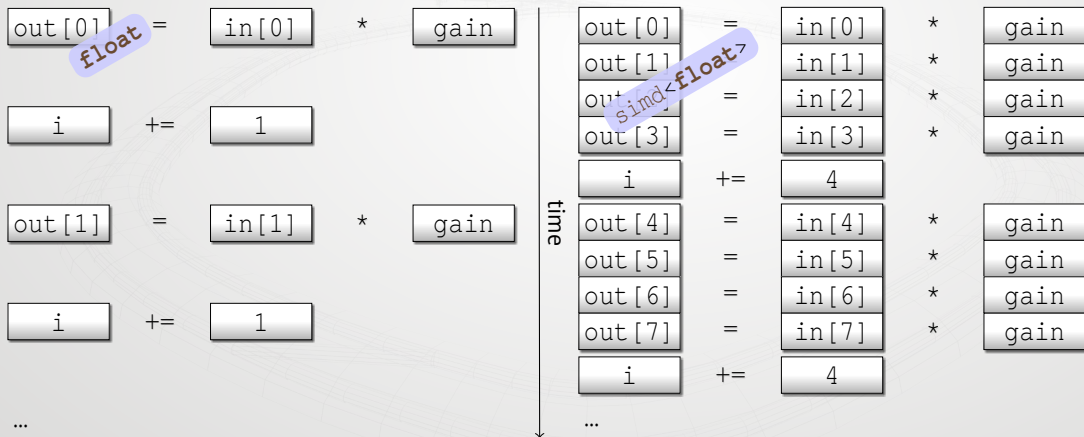 out[0] = in[0] * gain
float
i += 1
out[1] = in[1] * gain
i += 1
…
time
out[0] = in[0] * gain
out[1] in[1] * gain
simd<float>
out = in[2] * gain
out[3] = in[3] * gain
i += 4
out[4] = in[4] * gain
out[5] = in[5] * gain
out[6] = in[6] * gain
out[7] = in[7] * gain
i += 4
…